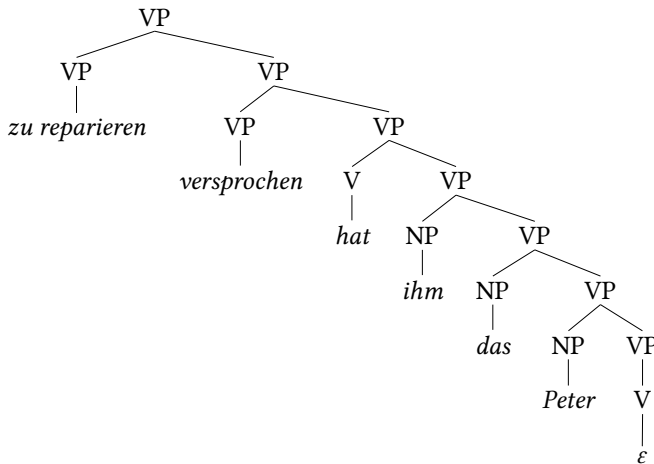 VP
VP VP
zu reparieren VP VP
versprochen V VP
hat NP VP
ihm NP VP
das NP VP
Peter V
ε